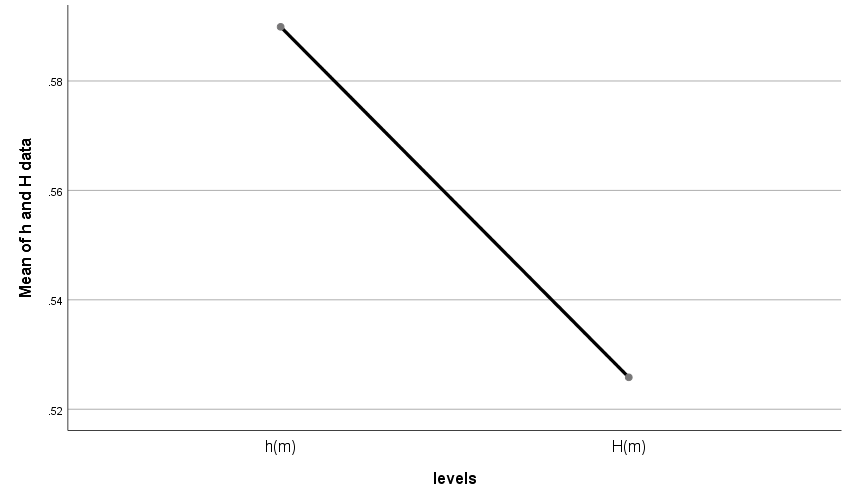 Mean of h and H data
.58
.56
.54
.52
h(m)
H(m)
levels